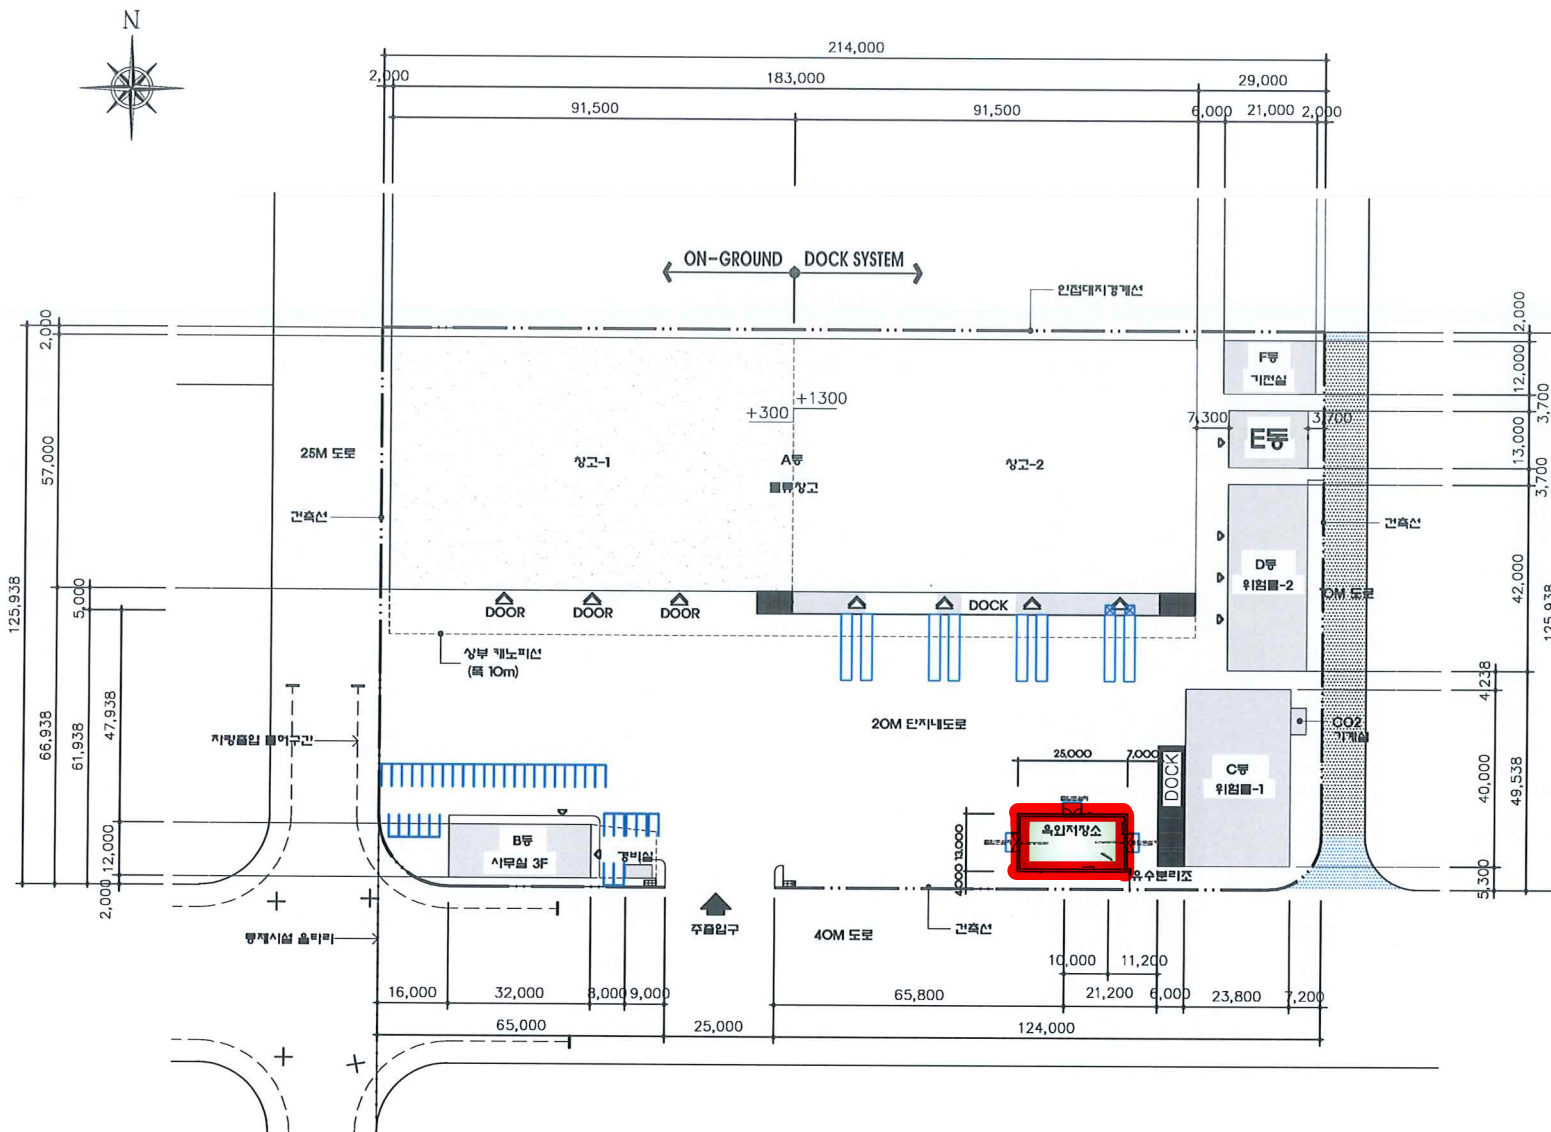 N
214,000
2,000
183,000
29,000
91,500
91,500
6,000
21,000
2,000
ON-GROUND
DOCK SYSTEM
인접대지경계선
2,000
2,000
F동
기전실
12,000
+1300
+300
7,300
3,700
3,700
E동
13,000
25M 도로
창고-1
A동
창고-2
물류창고
57,000
3,700
건축선
건축선
D동
위험물-2
42,000
5,000
DOOR
DOOR
DOOR
DOCK
125,938
125,938
상부 캐노피선
(폭 10m)
4,238
47,938
66,938
61,938
20M 단지내도로
CO2
기계실
차량출입 불허구간
25,000
7,000
DOCK
C동
위험물-1
40,000
49,538
옥외저장소
13,000
B동
사무실 3F
경비실
12,000
4,000
유수분리조
5,300
2,000
주출입구
40M 도로
건축선
통제시설 울타리
10,000
11,200
16,000
32,000
8,000
9,000
65,800
21,200
6,000
23,800
7,200
65,000
25,000
124,000